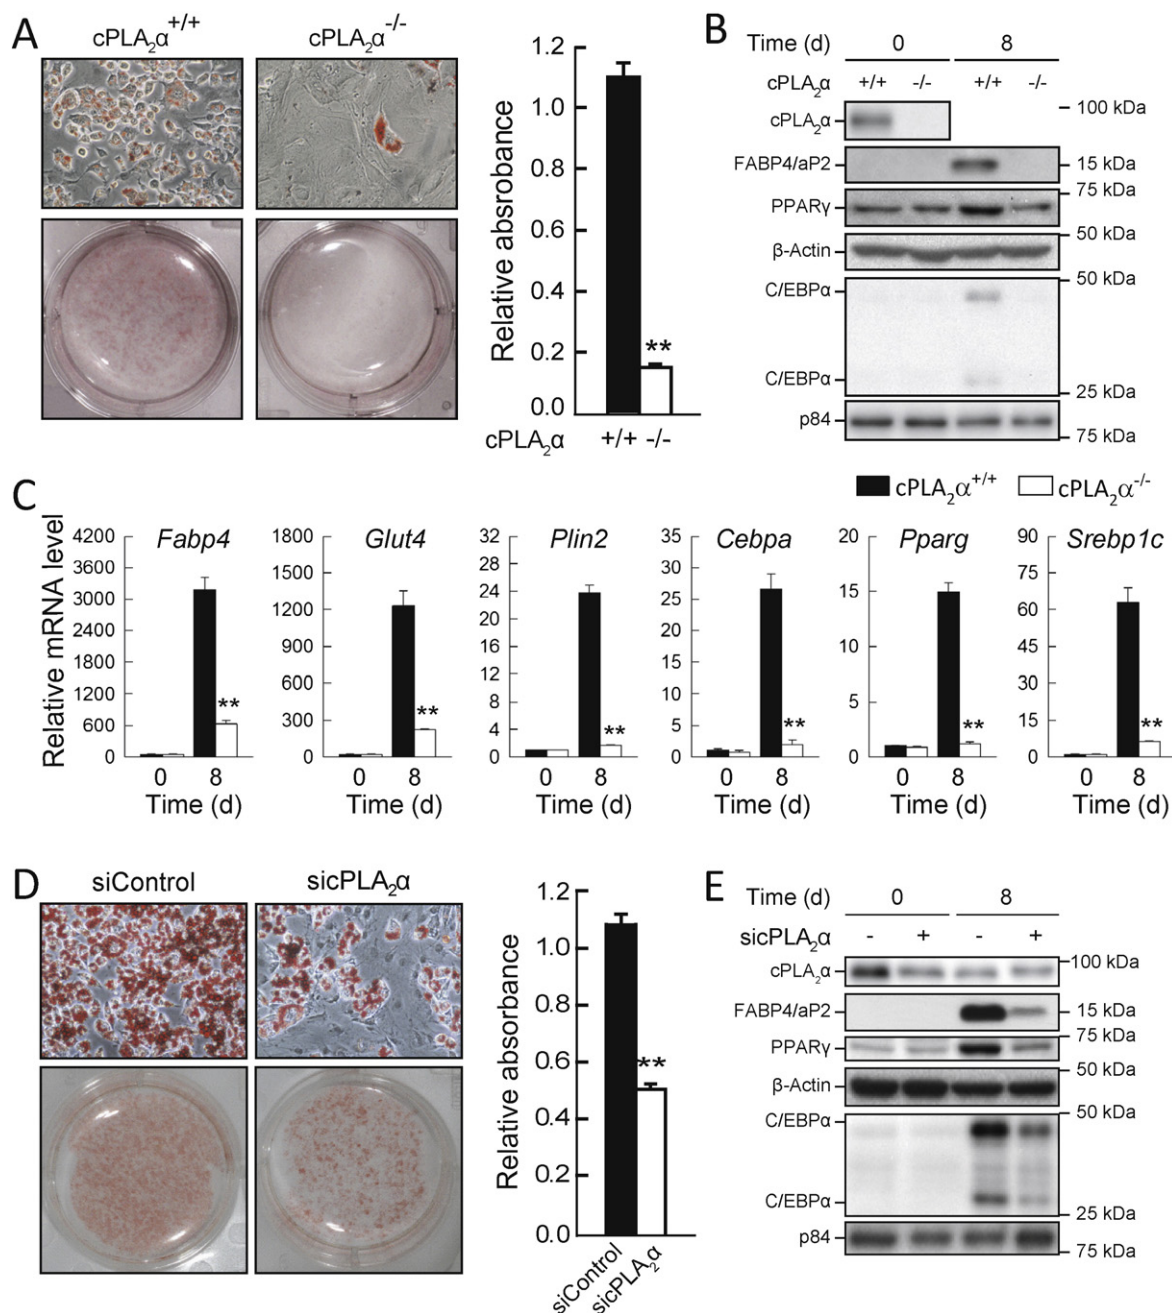 A
cPLA₂α⁺/⁺
cPLA₂α⁻/⁻
Relative absrobance
1.2
1.0
0.8
0.6
0.4
0.2
0.0
**
cPLA₂α +/+ -/-
B
Time (d) 0 8
cPLA₂α +/+ -/- +/+ -/-
cPLA₂α 100 kDa
FABP4/aP2 15 kDa
75 kDa
PPARγ
50 kDa
β-Actin
50 kDa
C/EBPα
C/EBPα
25 kDa
p84
75 kDa
C
cPLA₂α⁺/⁺ cPLA₂α⁻/⁻
Relative mRNA level
Fabp4
4200
3600
3000
2400
1800
1200
600
0
**
0 8
Time (d)
Glut4
1800
1500
1200
900
600
300
0
**
0 8
Time (d)
Plin2
32
28
24
20
16
12
8
4
0
**
0 8
Time (d)
Cebpa
35
30
25
20
15
10
5
0
**
0 8
Time (d)
Pparg
20
15
10
5
0
**
0 8
Time (d)
Srebp1c
90
75
60
45
30
15
0
**
0 8
Time (d)
D
siControl
sicPLA₂α
Relative absorbance
1.2
1.0
0.8
0.6
0.4
0.2
0.0
**
siControl
sicPLA₂α
E
Time (d) 0 8
sicPLA₂α - + - +
cPLA₂α 100 kDa
FABP4/aP2 15 kDa
75 kDa
PPARγ
50 kDa
β-Actin
50 kDa
C/EBPα
C/EBPα
25 kDa
p84
75 kDa